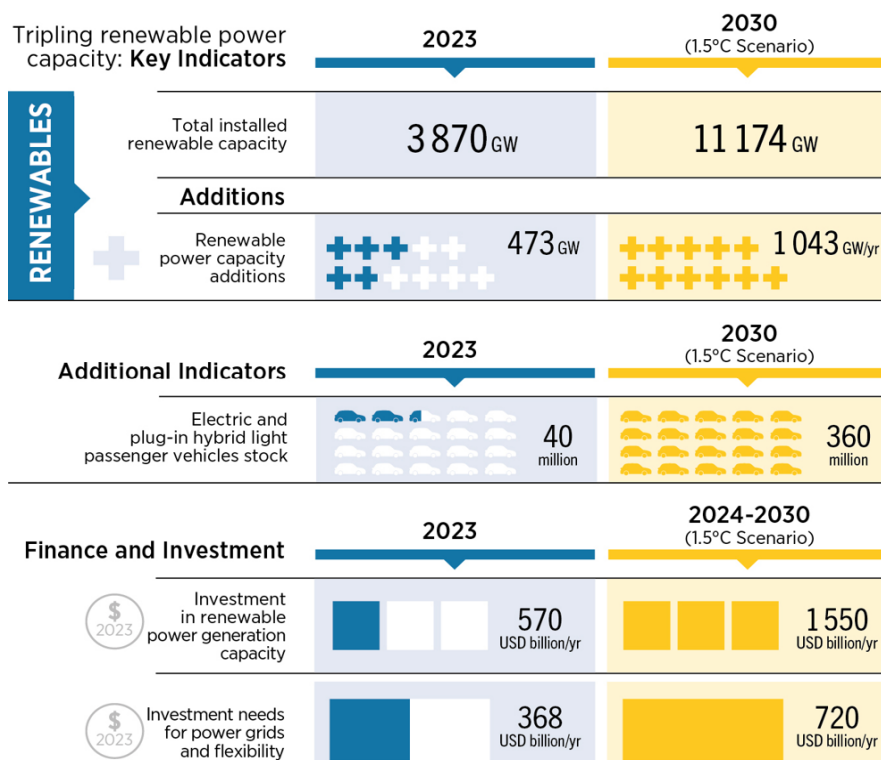 Tripling renewable power
capacity: Key Indicators
2023
2030
(1.5°C Scenario)
RENEWABLES
Total installed
renewable capacity
3 870 GW
11 174 GW
Additions
Renewable
power capacity
additions
473 GW
1 043 GW/yr
Additional Indicators
2023
2030
(1.5°C Scenario)
Electric and
plug-in hybrid light
passenger vehicles stock
40
million
360
million
Finance and Investment
2023
2024-2030
(1.5°C Scenario)
$
2023
Investment
in renewable
power generation
capacity
570
USD billion/yr
1 550
USD billion/yr
$
2023
Investment needs
for power grids
and flexibility
368
USD billion/yr
720
USD billion/yr